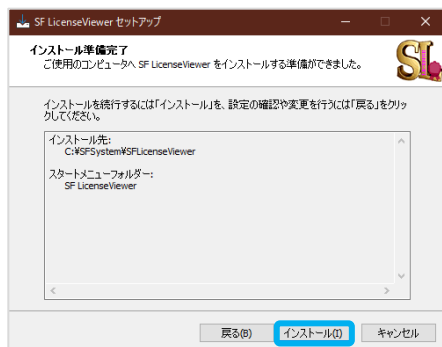 SF LicenseViewer セットアップ
インストール準備完了
ご使用のコンピュータへ SF LicenseViewer をインストールする準備ができました。
SL
インストールを続行するには「インストール」を、設定の確認や変更を行うには「戻る」をクリッ
クしてください。
インストール先:
C:¥SFSystem¥SFLicenseViewer
スタートメニューフォルダー:
SF LicenseViewer
戻る(B)
インストール(I)
キャンセル